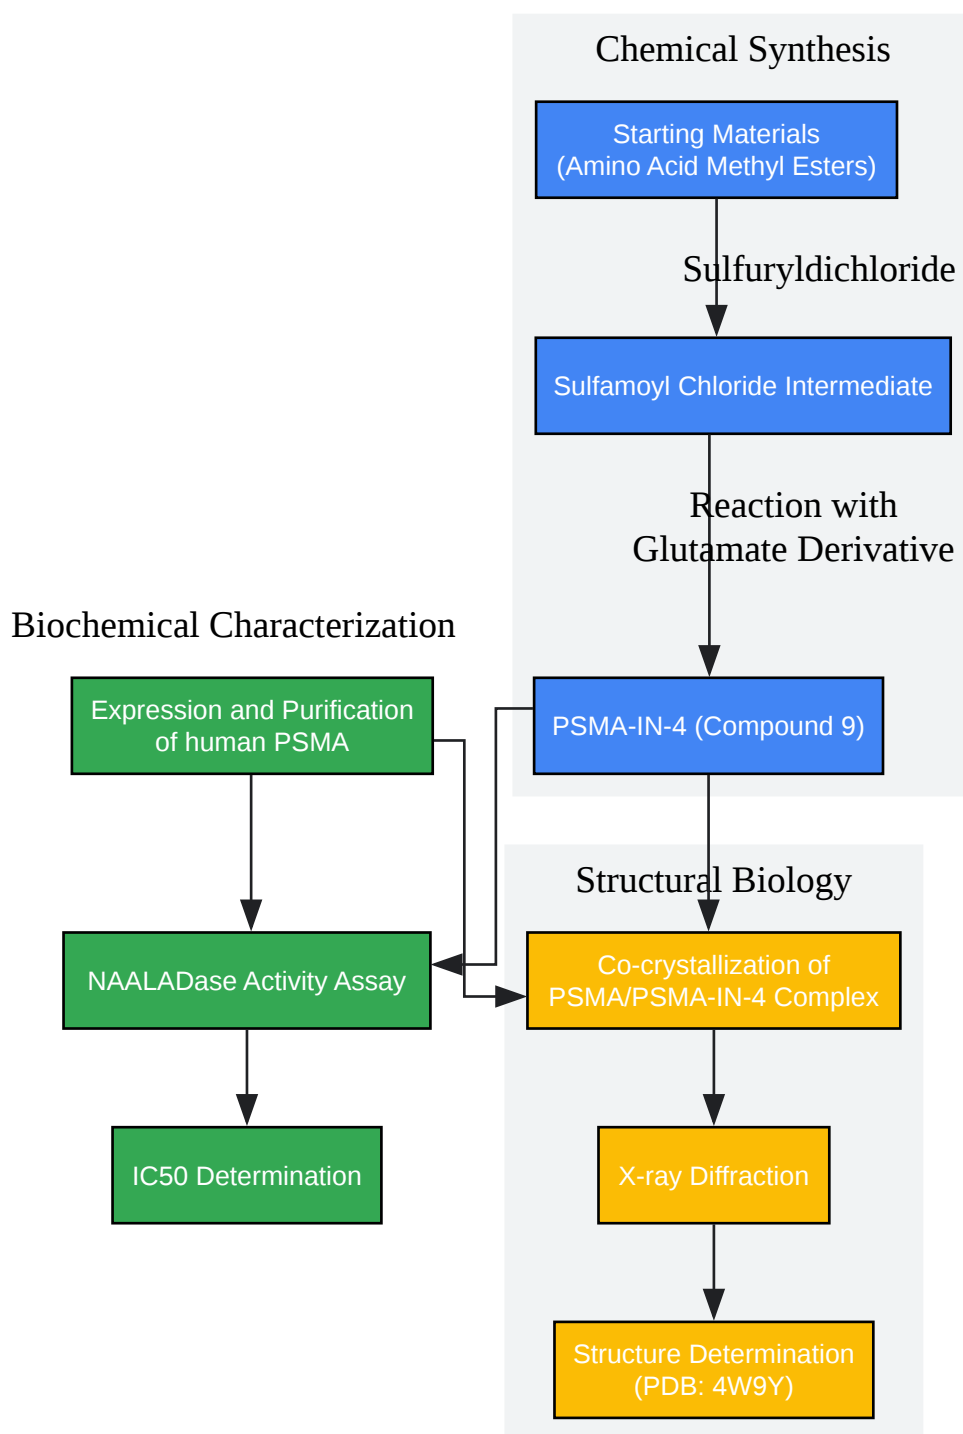 Chemical Synthesis
Starting Materials
(Amino Acid Methyl Esters)
Sulfuryldichloride
Sulfamoyl Chloride Intermediate
Reaction with
Glutamate Derivative
PSMA-IN-4 (Compound 9)
Biochemical Characterization
Expression and Purification
of human PSMA
NAALADase Activity Assay
IC50 Determination
Structural Biology
Co-crystallization of
PSMA/PSMA-IN-4 Complex
X-ray Diffraction
Structure Determination
(PDB: 4W9Y)